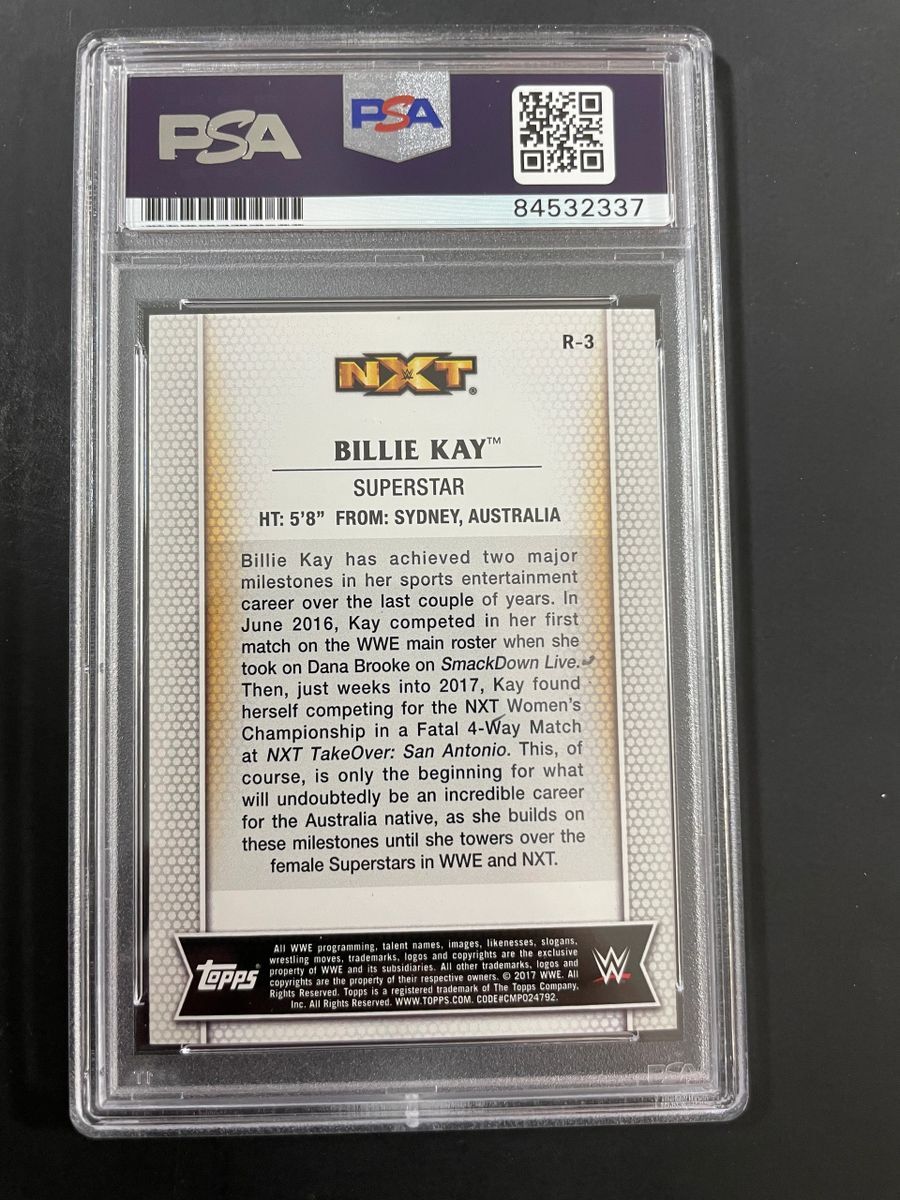 PSA
PSA
84532337
R-3
NXT®
BILLIE KAY™
SUPERSTAR
HT: 5'8" FROM: SYDNEY, AUSTRALIA
Billie Kay has achieved two major
milestones in her sports entertainment
career over the last couple of years. In
June 2016, Kay competed in her first
match on the WWE main roster when she
took on Dana Brooke on SmackDown Live.
Then, just weeks into 2017, Kay found
herself competing for the NXT Women's
Championship in a Fatal 4-Way Match
at NXT TakeOver: San Antonio. This, of
course, is only the beginning for what
will undoubtedly be an incredible career
for the Australia native, as she builds on
these milestones until she towers over the
female Superstars in WWE and NXT.
topps®
All WWE programming, talent names, images, likenesses, slogans,
wrestling moves, trademarks, logos and copyrights are the exclusive
property of WWE and its subsidiaries. All other trademarks, logos and
copyrights are the property of their respective owners. © 2017 WWE. All
Rights Reserved. Topps is a registered trademark of The Topps Company,
Inc. All Rights Reserved. WWW.TOPPS.COM. CODE#CMP024792.
W
PSA